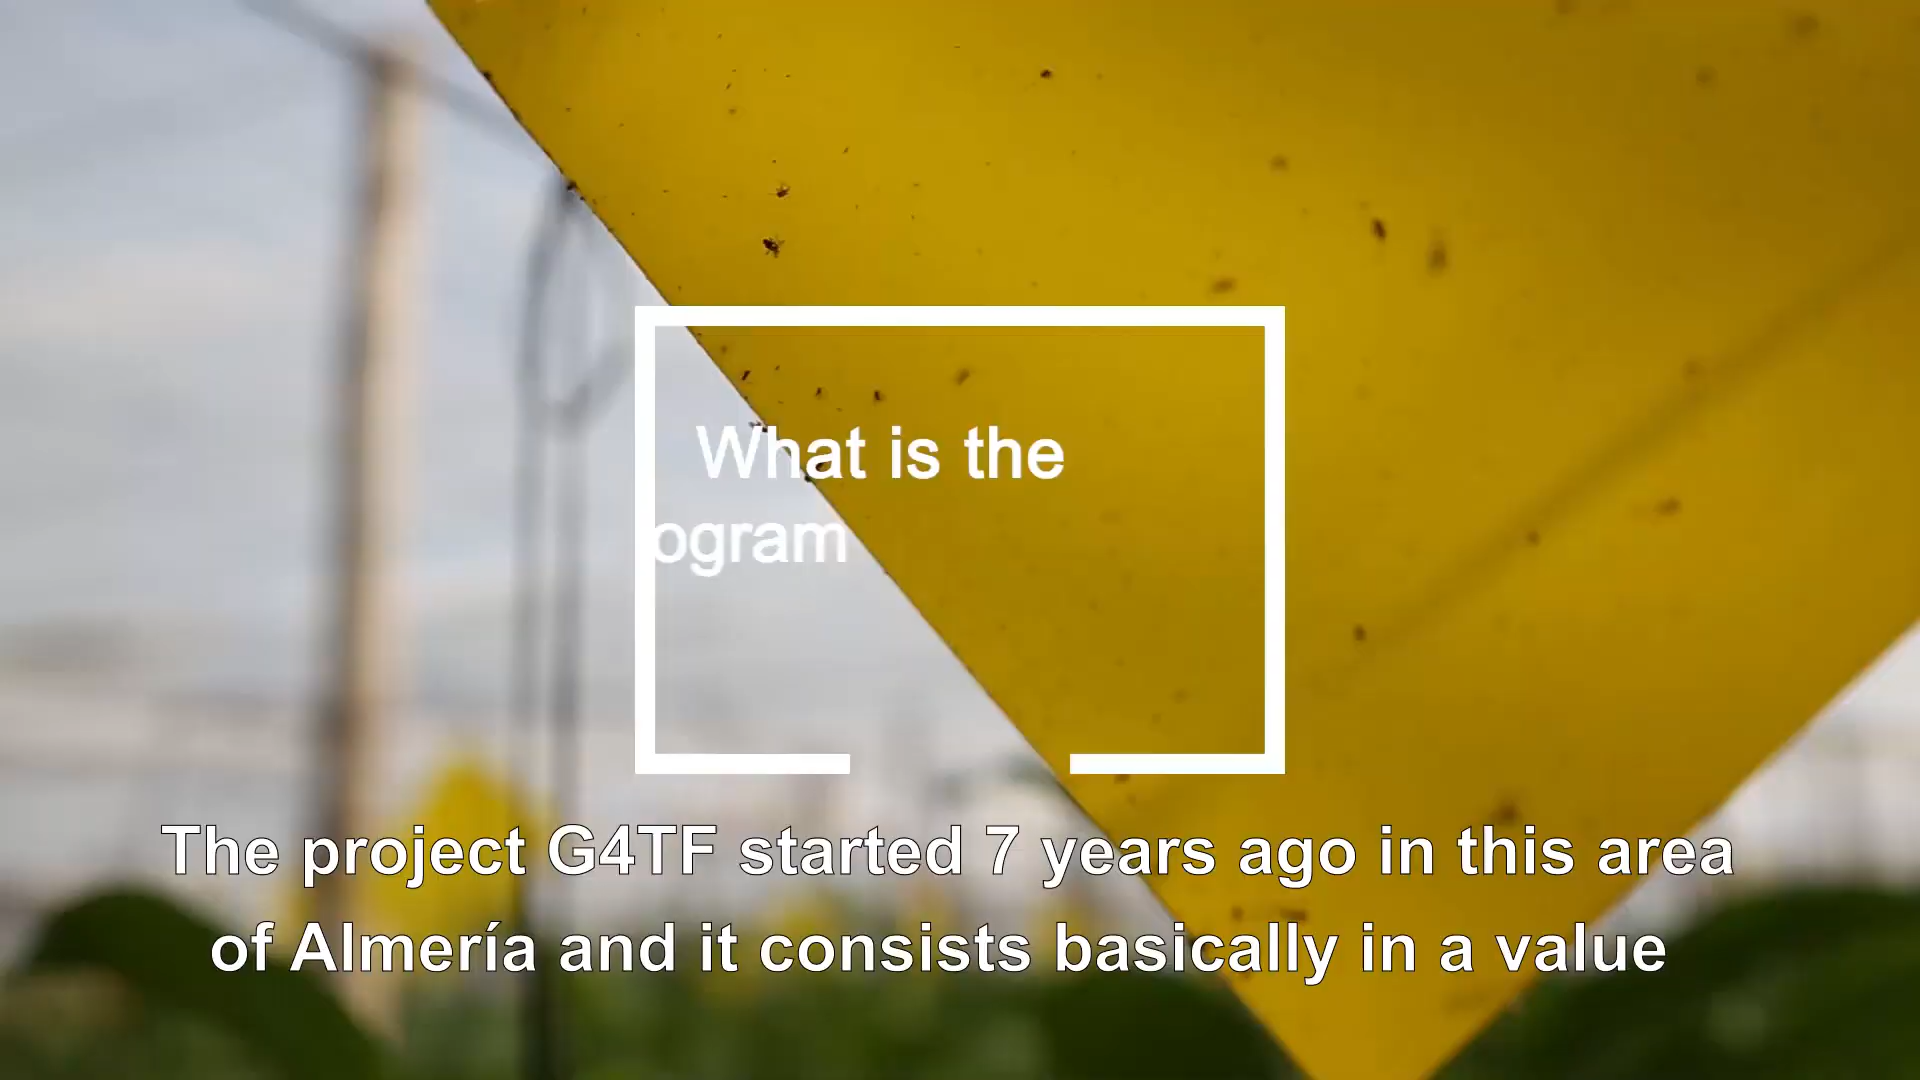 What is the
ogram
The project G4TF started 7 years ago in this area
of Almería and it consists basically in a value